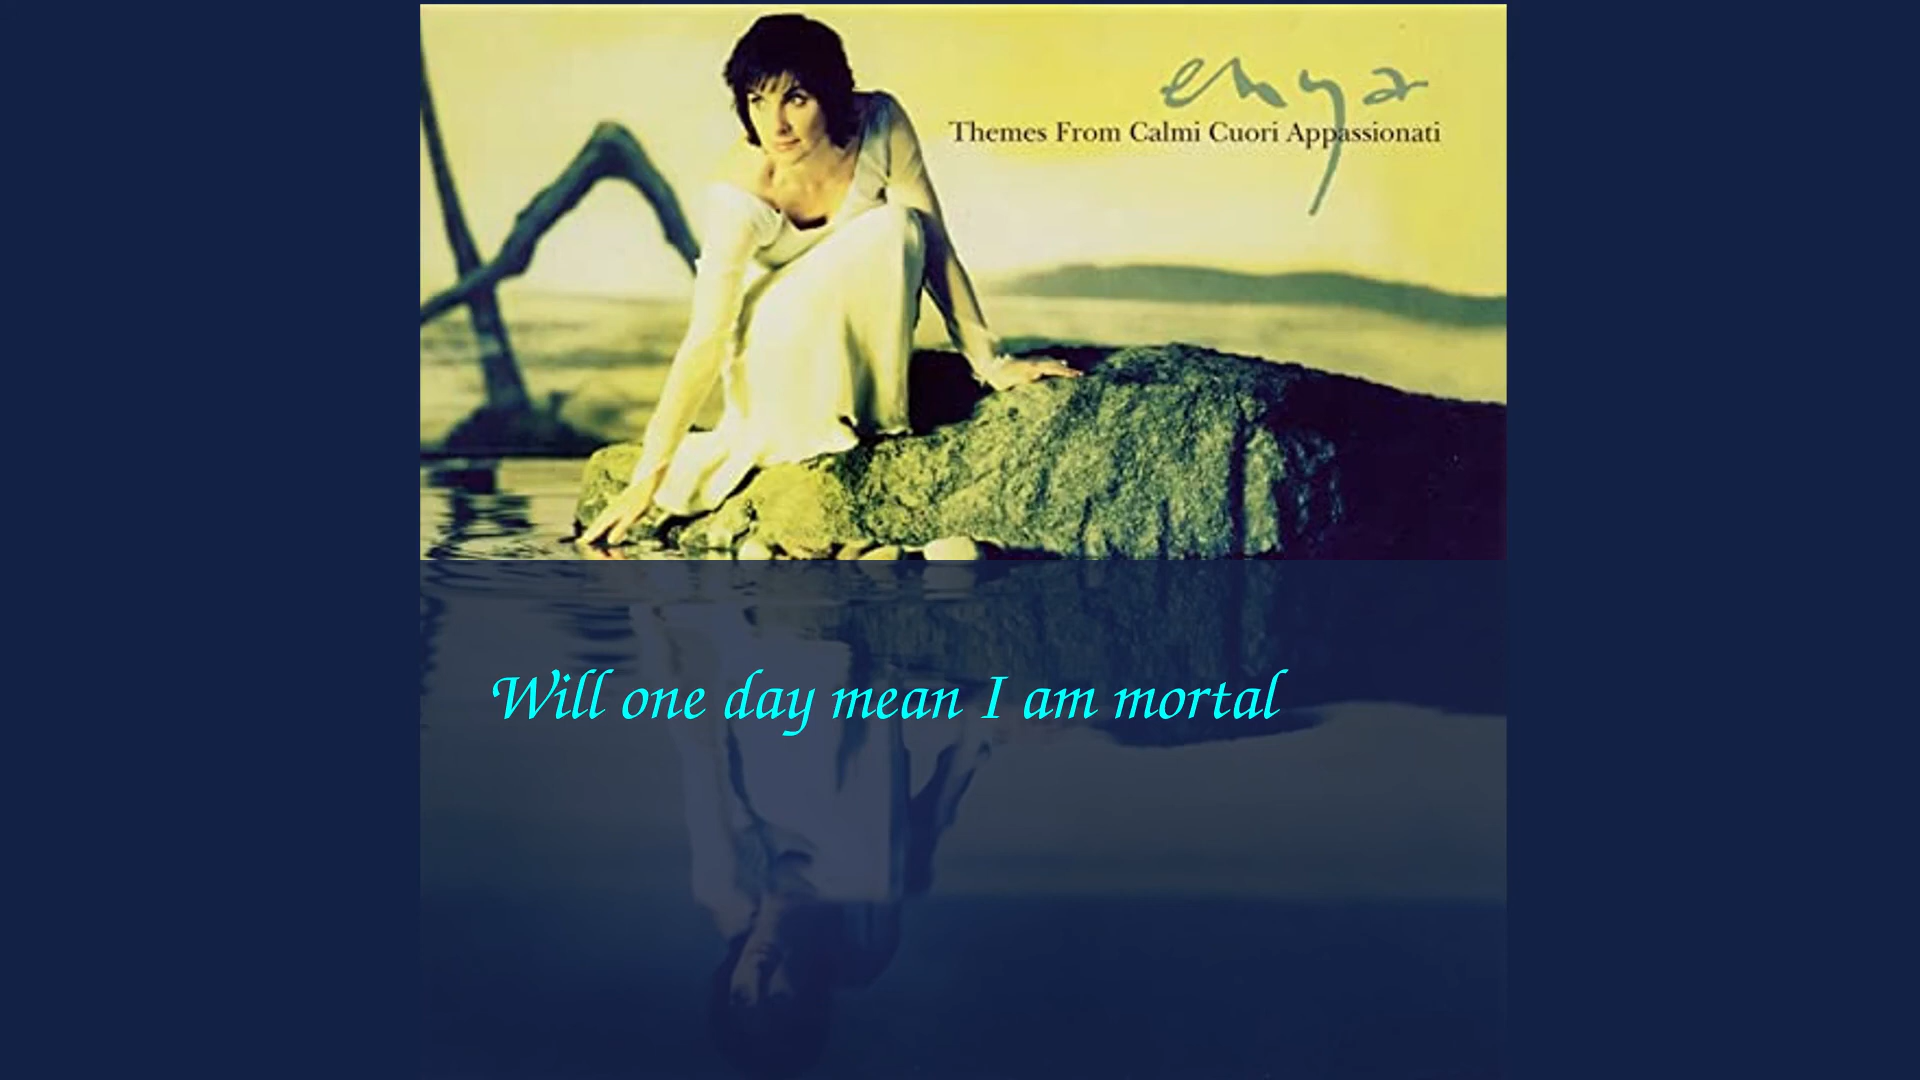 enya
Themes From Calmi Cuori Appassionati
Will one day mean I am mortal